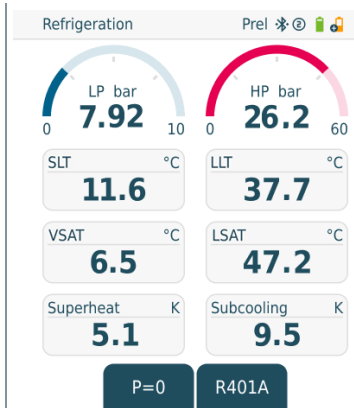 Refrigeration Prel 2
LP bar HP bar
7.92 26.2
0 10 0 60
SLT °C LLT °C
11.6 37.7
VSAT °C LSAT °C
6.5 47.2
Superheat K Subcooling K
5.1 9.5
P=0 R401A